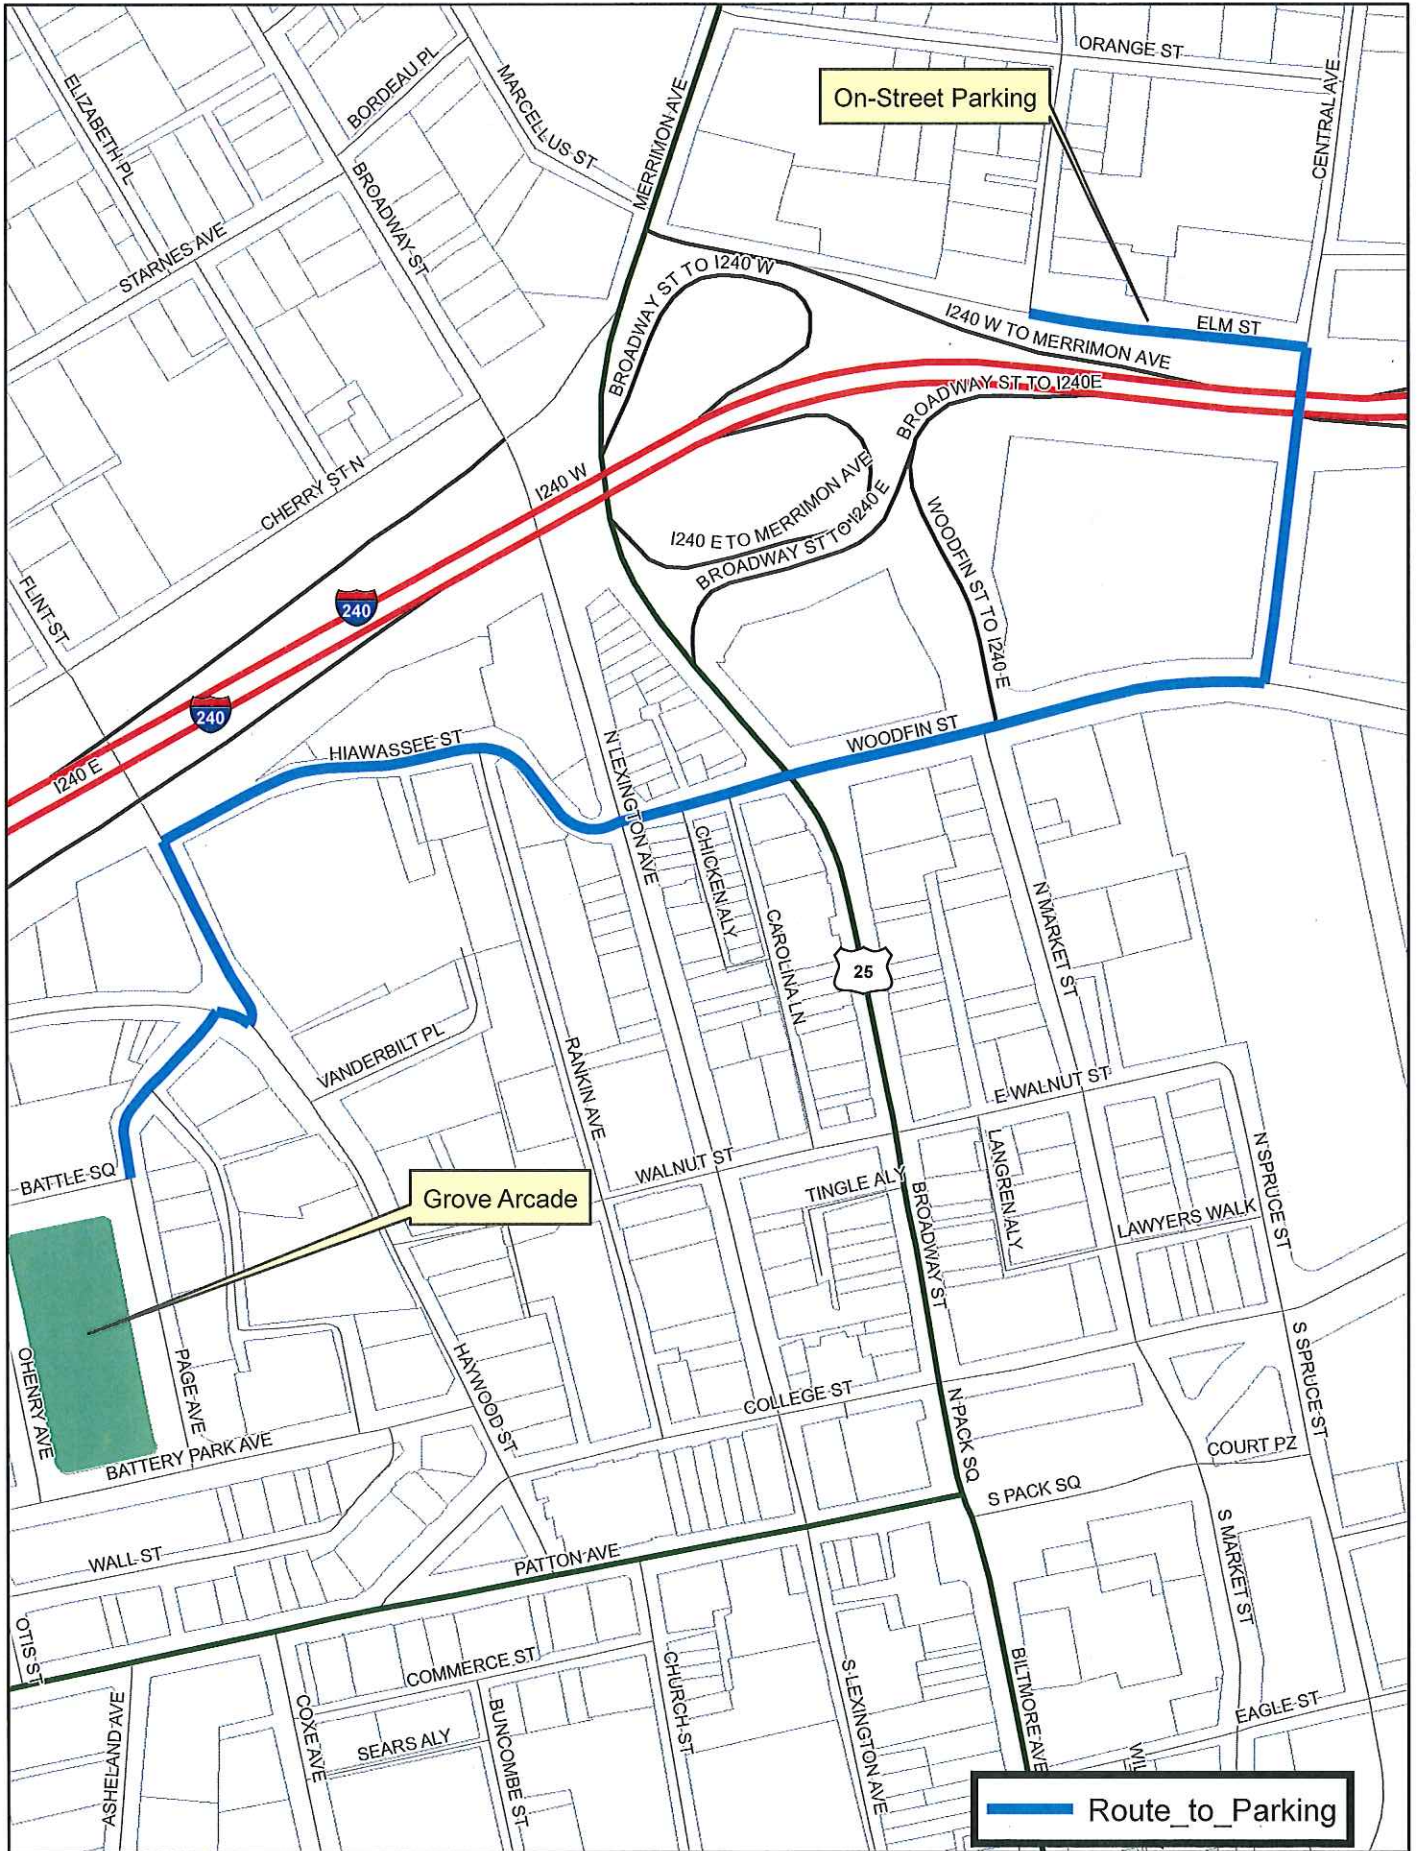 ORANGE ST
ELIZABETH PL
BORDEAU PL
MARCELLUS ST
MERRIMON AVE
CENTRAL AVE
On-Street Parking
BROADWAY ST
STARNES AVE
BROADWAY ST TO I240 W
I240 W TO MERRIMON AVE
ELM ST
BROADWAY ST TO I240E
CHERRY ST N
I240 W
I240 E TO MERRIMON AVE
BROADWAY ST TO I240 E
WOODFIN ST TO I240 E
FLINT ST
240
240
I240 E
HIAWASSEE ST
N LEXINGTON AVE
WOODFIN ST
CHICKEN ALY
CAROLINA LN
N MARKET ST
25
VANDERBILT PL
RANKIN AVE
E WALNUT ST
WALNUT ST
LANGREN ALY
N SPRUCE ST
BATTLE SQ
Grove Arcade
TINGLE ALY
BROADWAY ST
LAWYERS WALK
OHENRY AVE
PAGE AVE
HAYWOOD ST
S SPRUCE ST
COLLEGE ST
N PACK SQ
BATTERY PARK AVE
COURT PZ
S PACK SQ
WALL ST
PATTON AVE
S MARKET ST
OTIS ST
COMMERCE ST
CHURCH ST
S LEXINGTON AVE
BILTMORE AVE
ASHELAND AVE
COXE AVE
SEARS ALY
BUNCOMBE ST
EAGLE ST
WIL
Route_to_Parking